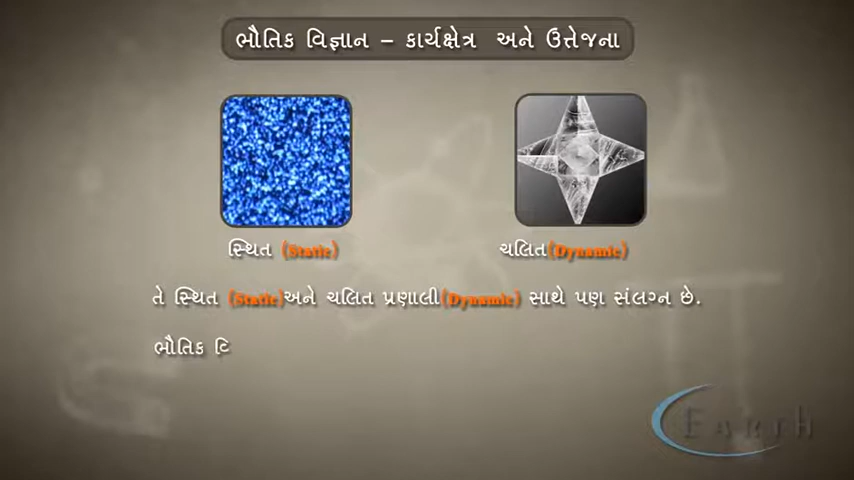 ભૌતિક વિજ્ઞાન – કાર્યક્ષેત્ર અને ઉત્તેજના
સ્થિત (Static)
ચલિત(Dynamic)
તે સ્થિત (Static)અને ચલિત પ્રણાલી(Dynamic) સાથે પણ સંલગ્ન છે.
ભૌતિક વિ
EARTH